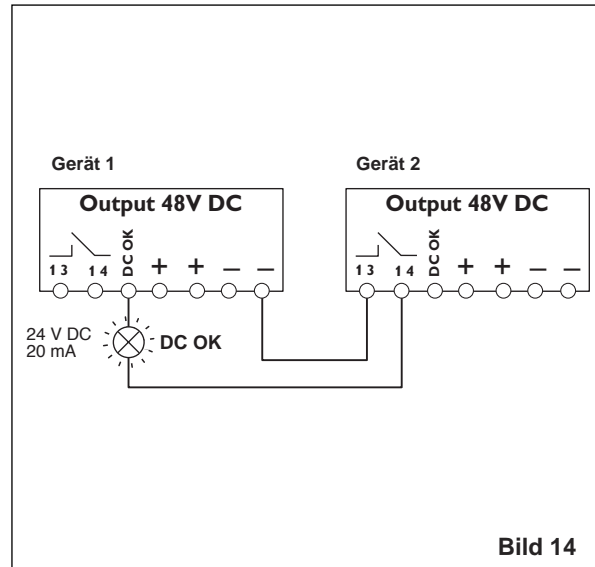 Gerät 1
Gerät 2
Output 48V DC
Output 48V DC
13 14 DC OK + + – –
13 14 DC OK + + – –
24 V DC
20 mA
DC OK
Bild 14